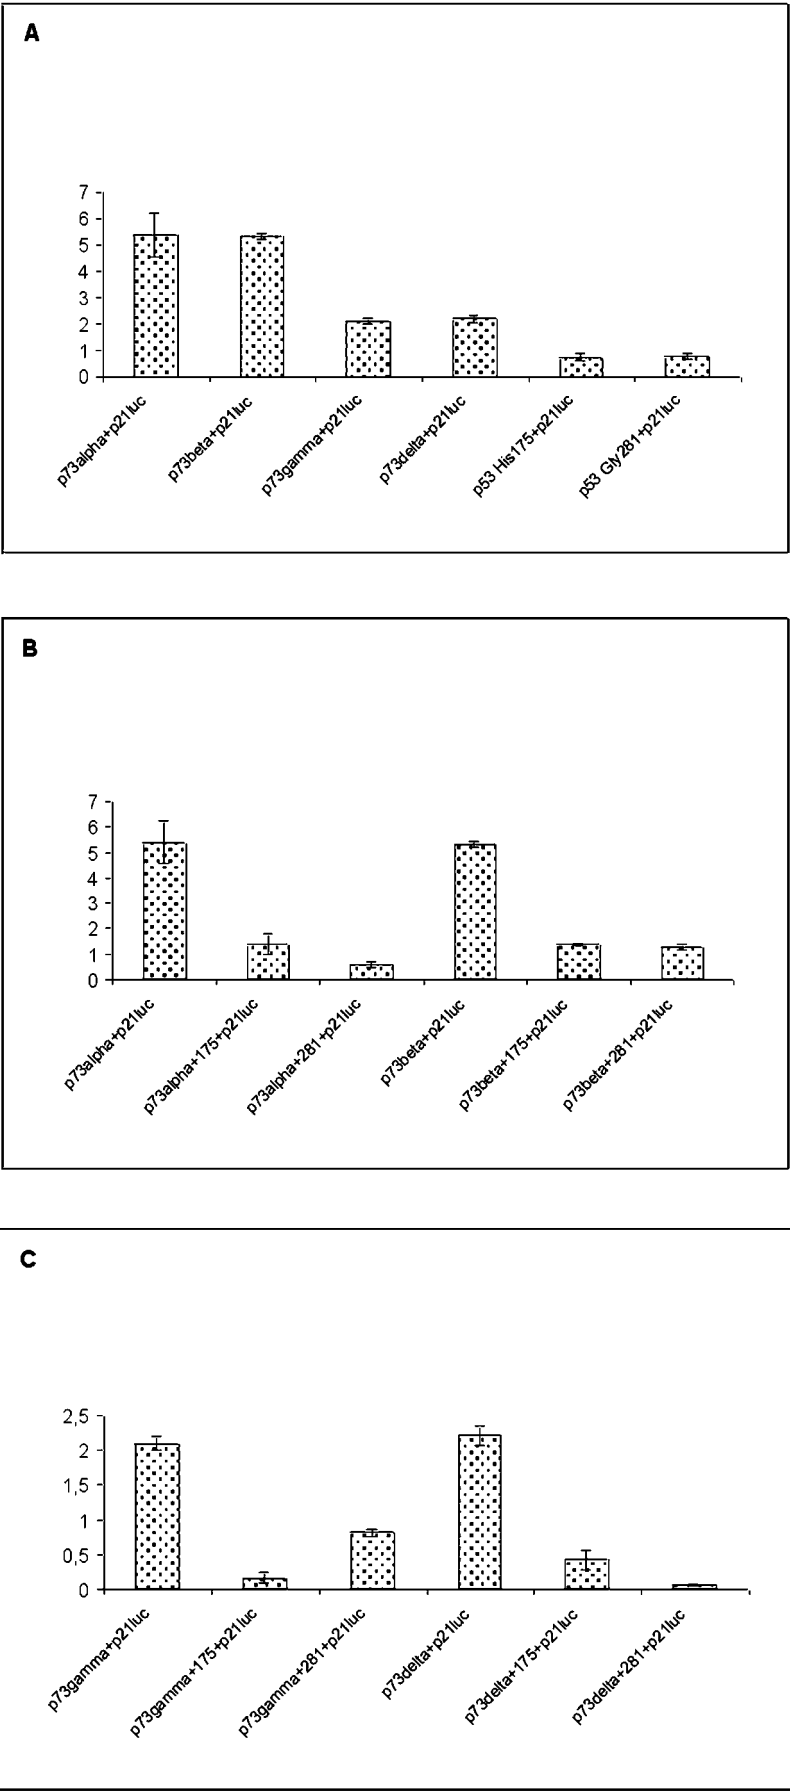 A
7
6
5
4
3
2
1
0
p73alpha+p21luc
p73beta+p21luc
p73gamma+p21luc
p73delta+p21luc
p53 His175+p21luc
p53 Gly281+p21luc
B
7
6
5
4
3
2
1
0
p73alpha+p21luc
p73alpha+175+p21luc
p73alpha+281+p21luc
p73beta+p21luc
p73beta+175+p21luc
p73beta+281+p21luc
C
2,5
2
1,5
1
0,5
0
p73gamma+p21luc
p73gamma+175+p21luc
p73gamma+281+p21luc
p73delta+p21luc
p73delta+175+p21luc
p73delta+281+p21luc